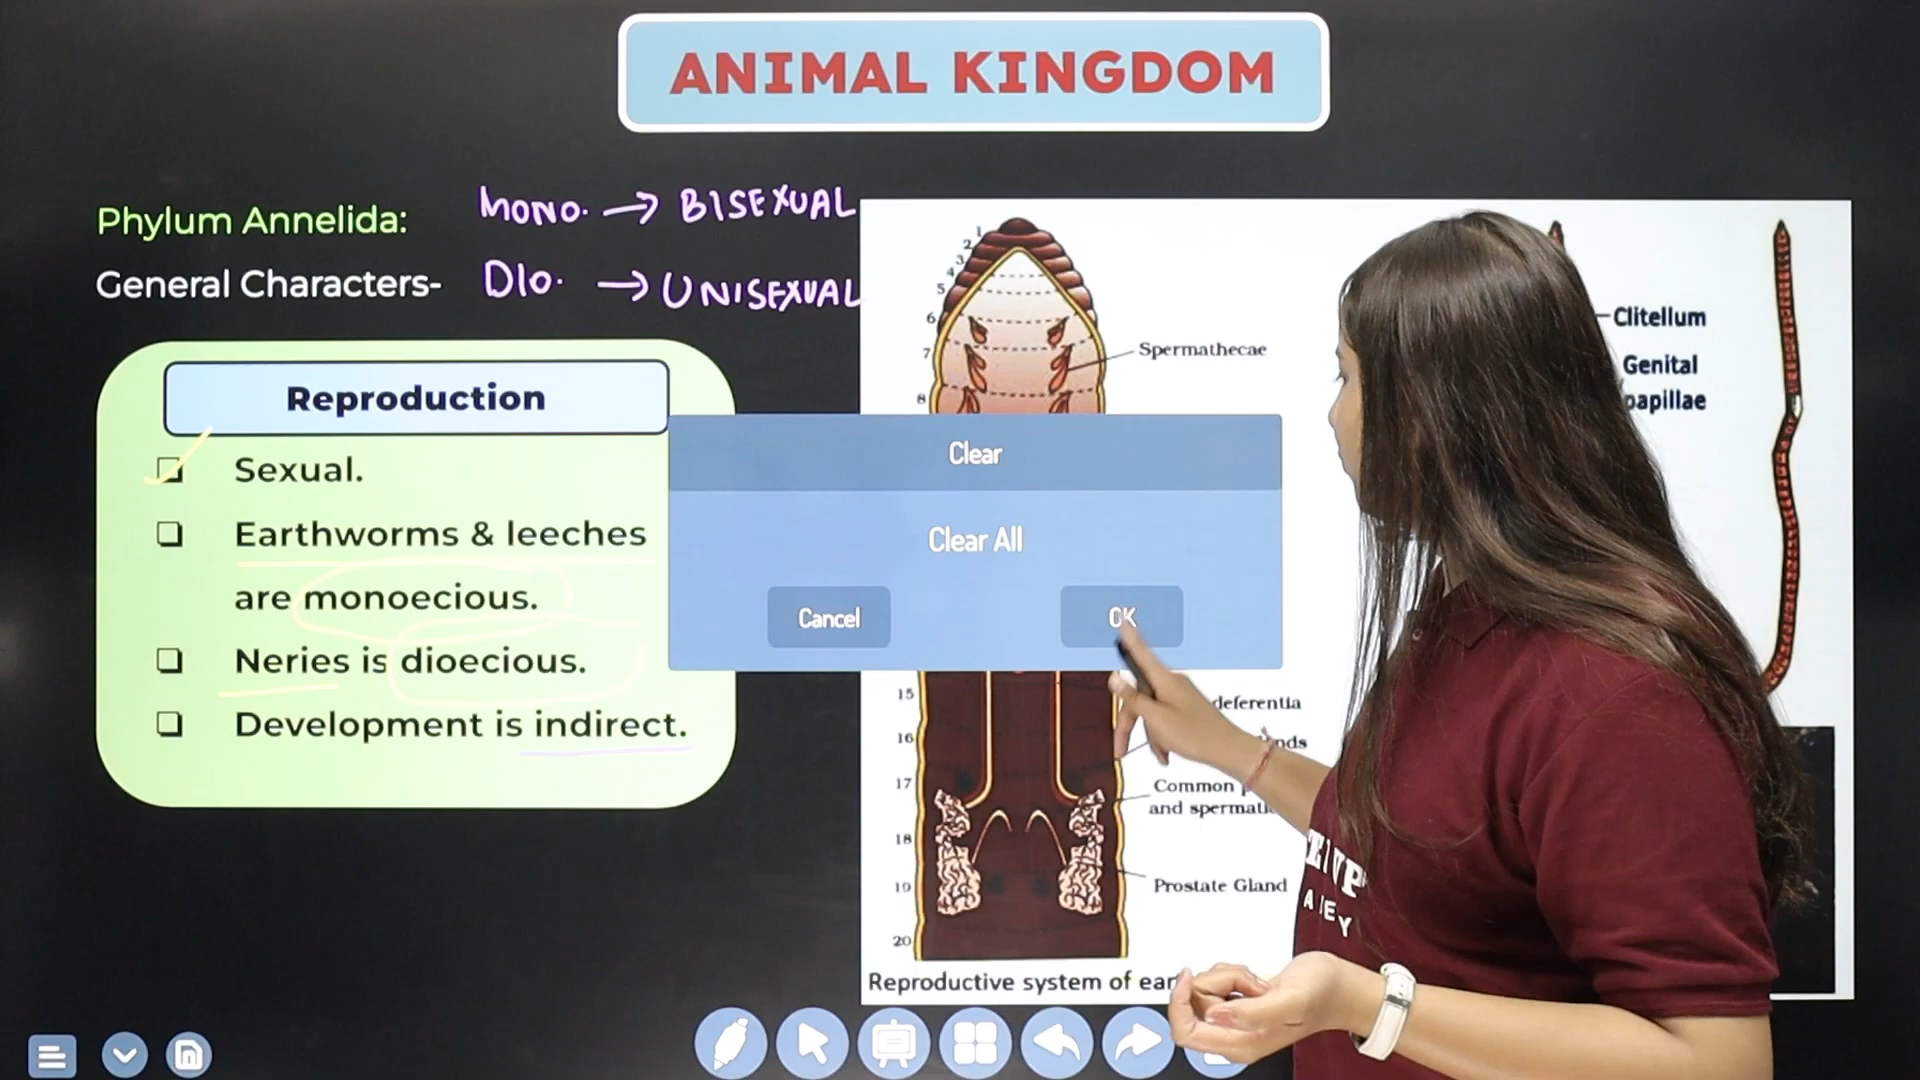 ANIMAL KINGDOM
Phylum Annelida:
MONO. → BISEXUAL
General Characters-
DIO. → UNISEXUAL
Reproduction
❑ Sexual.
❑ Earthworms & leeches
are monoecious.
❑ Neries is dioecious.
❑ Development is indirect.
1
2
3
4
5
6
7
8
Spermathecae
Clitellum
Genital
papillae
Clear
Clear All
Cancel
OK
15
deferentia
16
17
Common
and
18
19
Prostate Gland
20
Reproductive system of